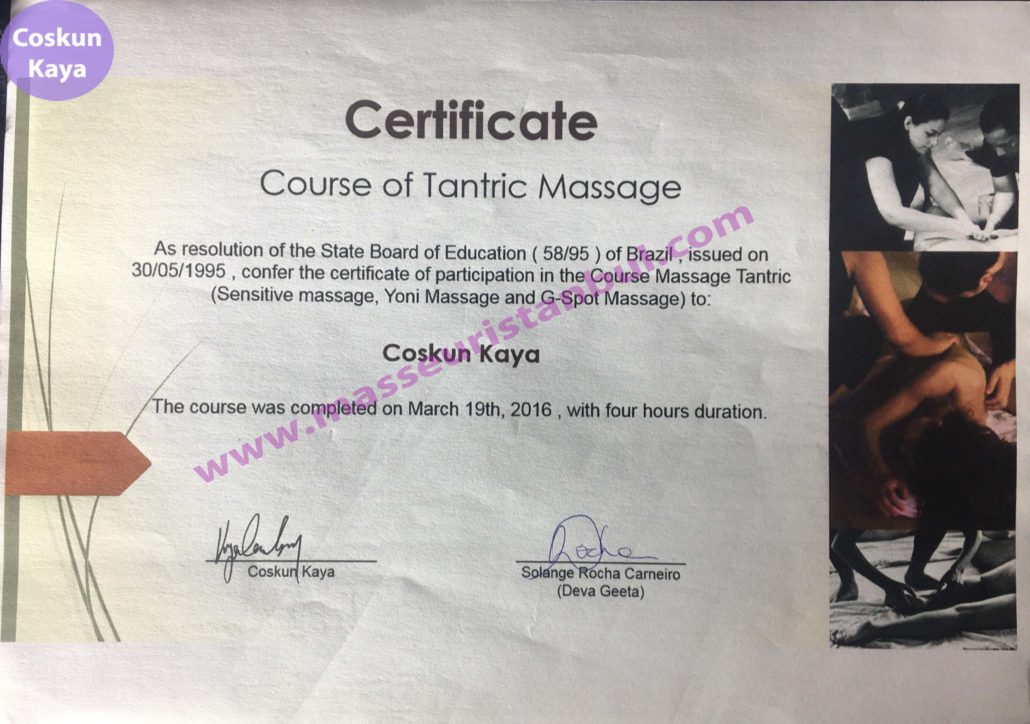 Coskun
Kaya
Certificate
Course of Tantric Massage
As resolution of the State Board of Education ( 58/95 ) of Brazil , issued on
30/05/1995 , confer the certificate of participation in the Course Massage Tantric
(Sensitive massage, Yoni Massage and G-Spot Massage) to:
Coskun Kaya
www.masseuristanbul.com
The course was completed on March 19th, 2016 , with four hours duration.
Rocha
Coskun Kaya
Solange Rocha Carneiro
(Deva Geeta)